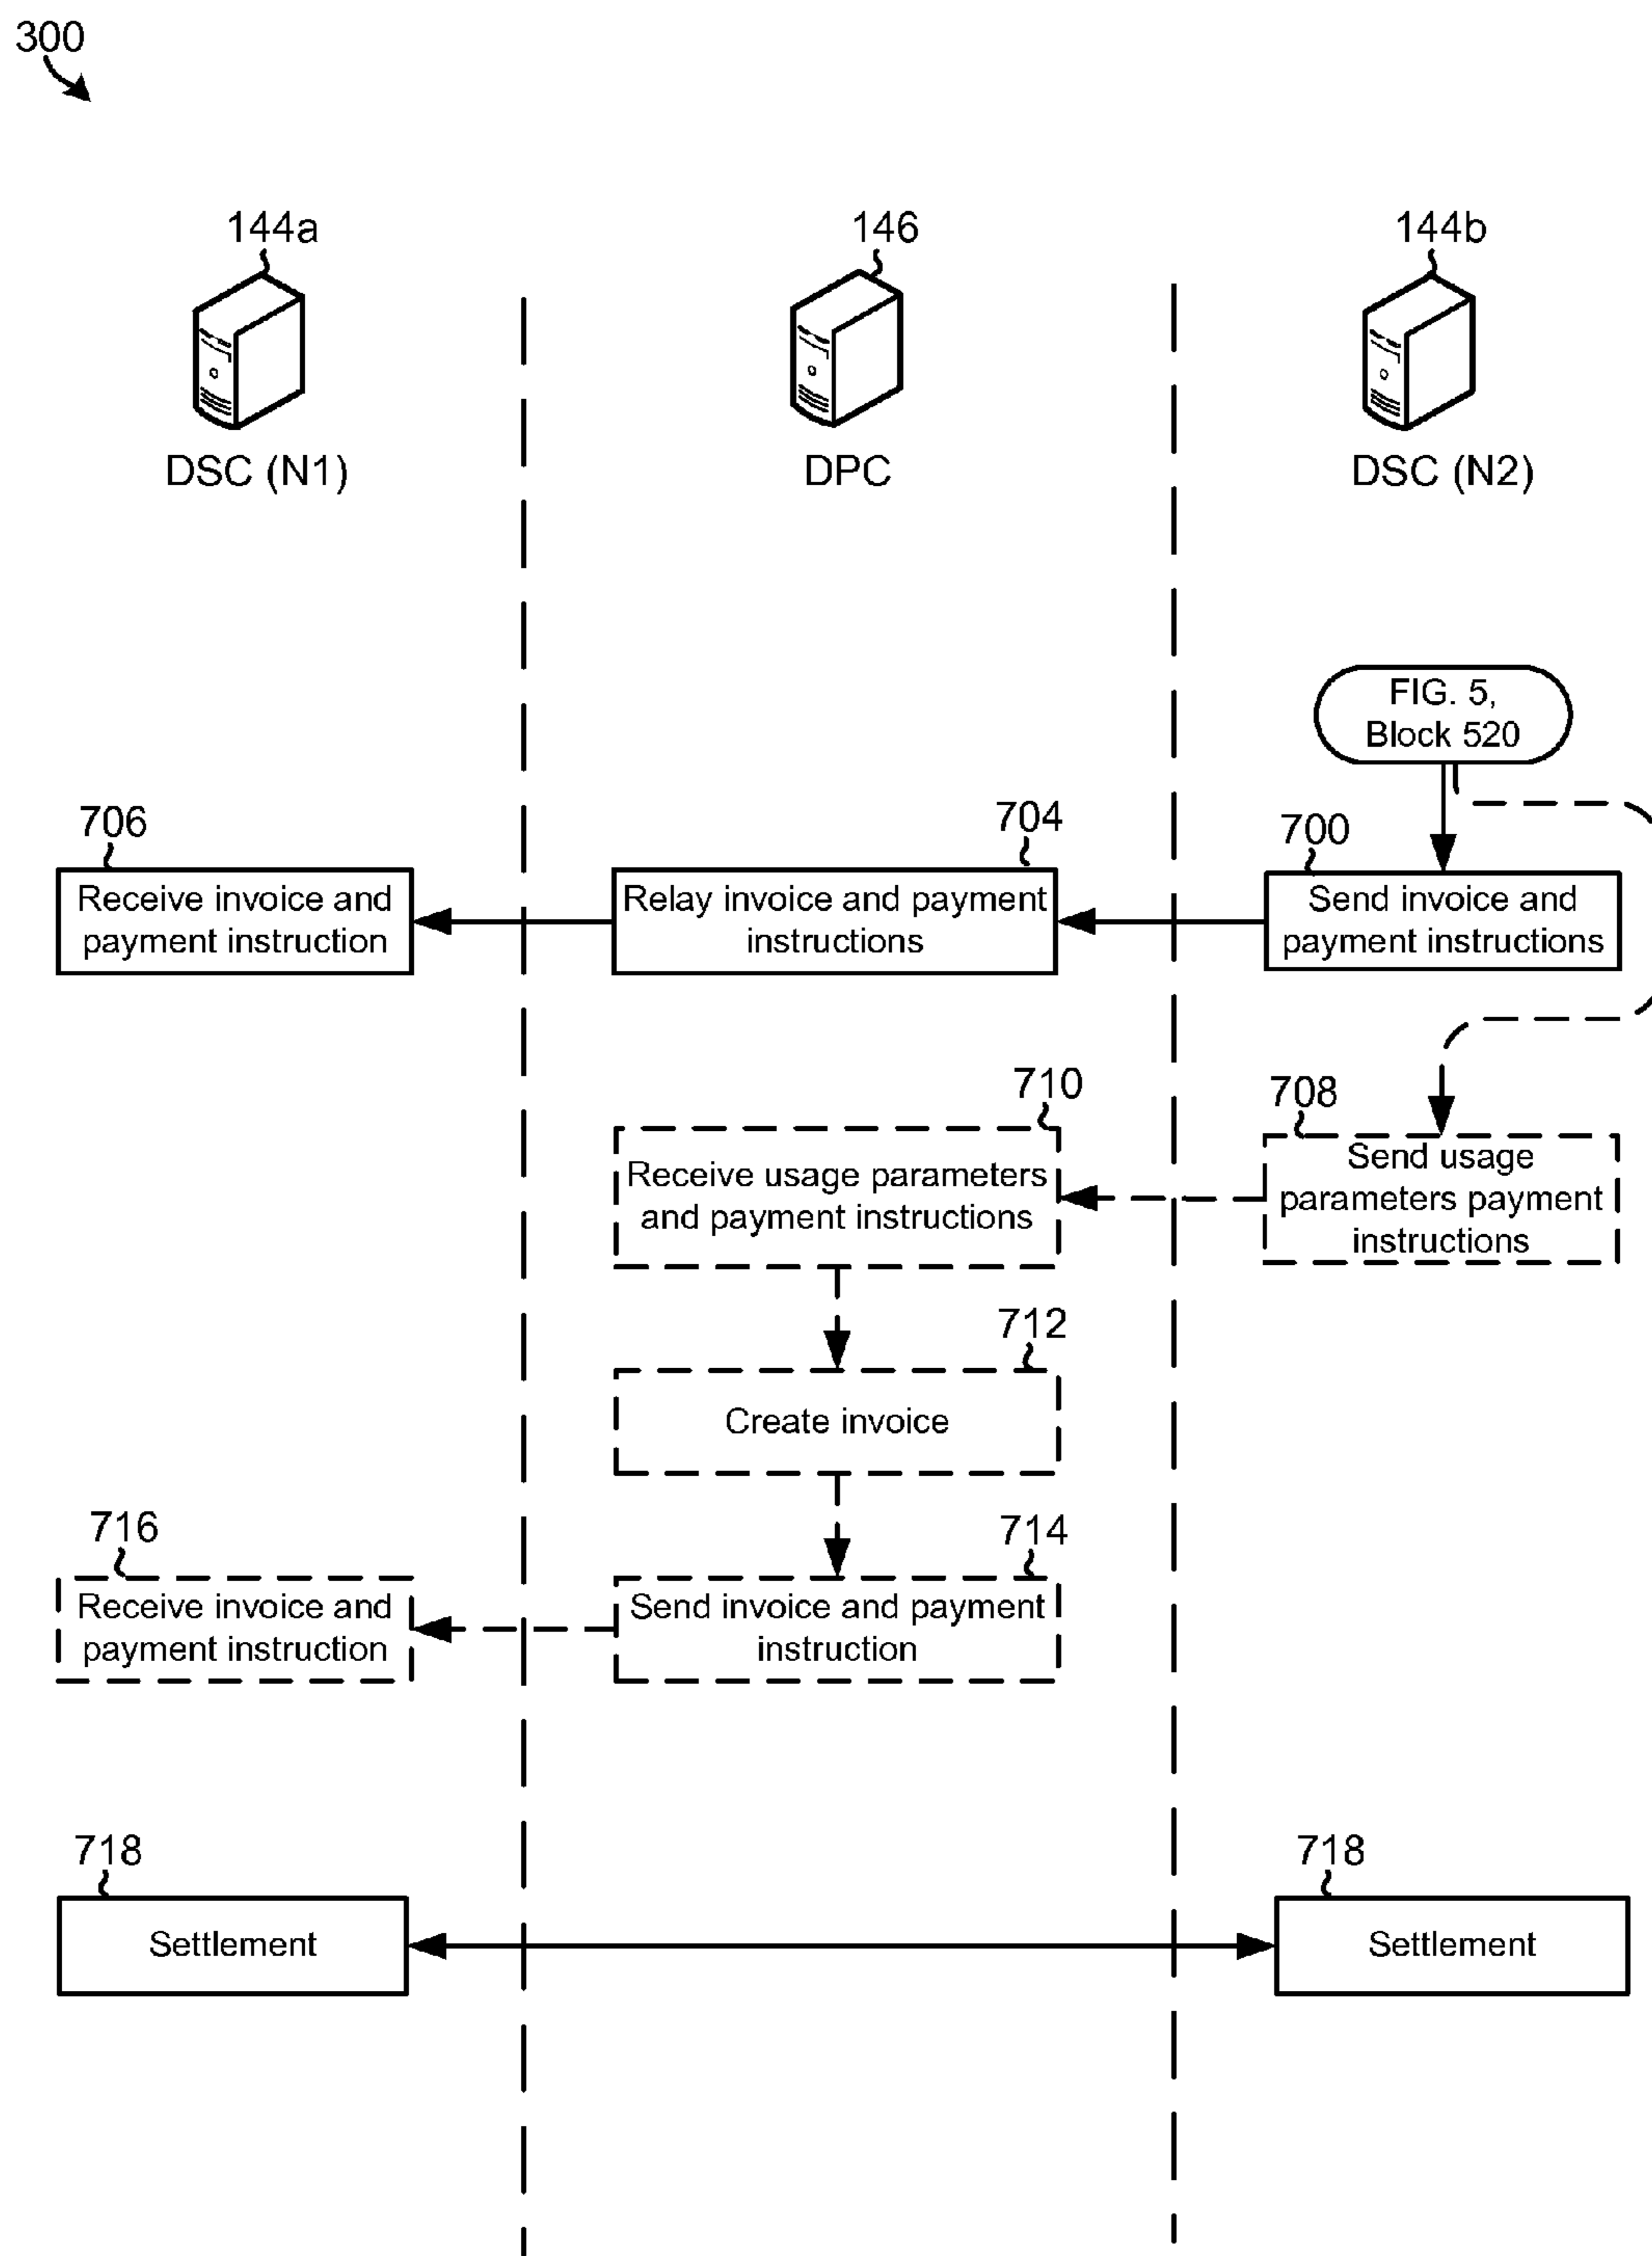 300
144a
146
144b
DSC (N1)
DPC
DSC (N2)
FIG. 5,
Block 520
706
704
700
Receive invoice and
payment instruction
Relay invoice and payment
instructions
Send invoice and
payment instructions
710
708
Receive usage parameters
and payment instructions
Send usage
parameters payment
instructions
712
Create invoice
716
714
Receive invoice and
payment instruction
Send invoice and payment
instruction
718
718
Settlement
Settlement